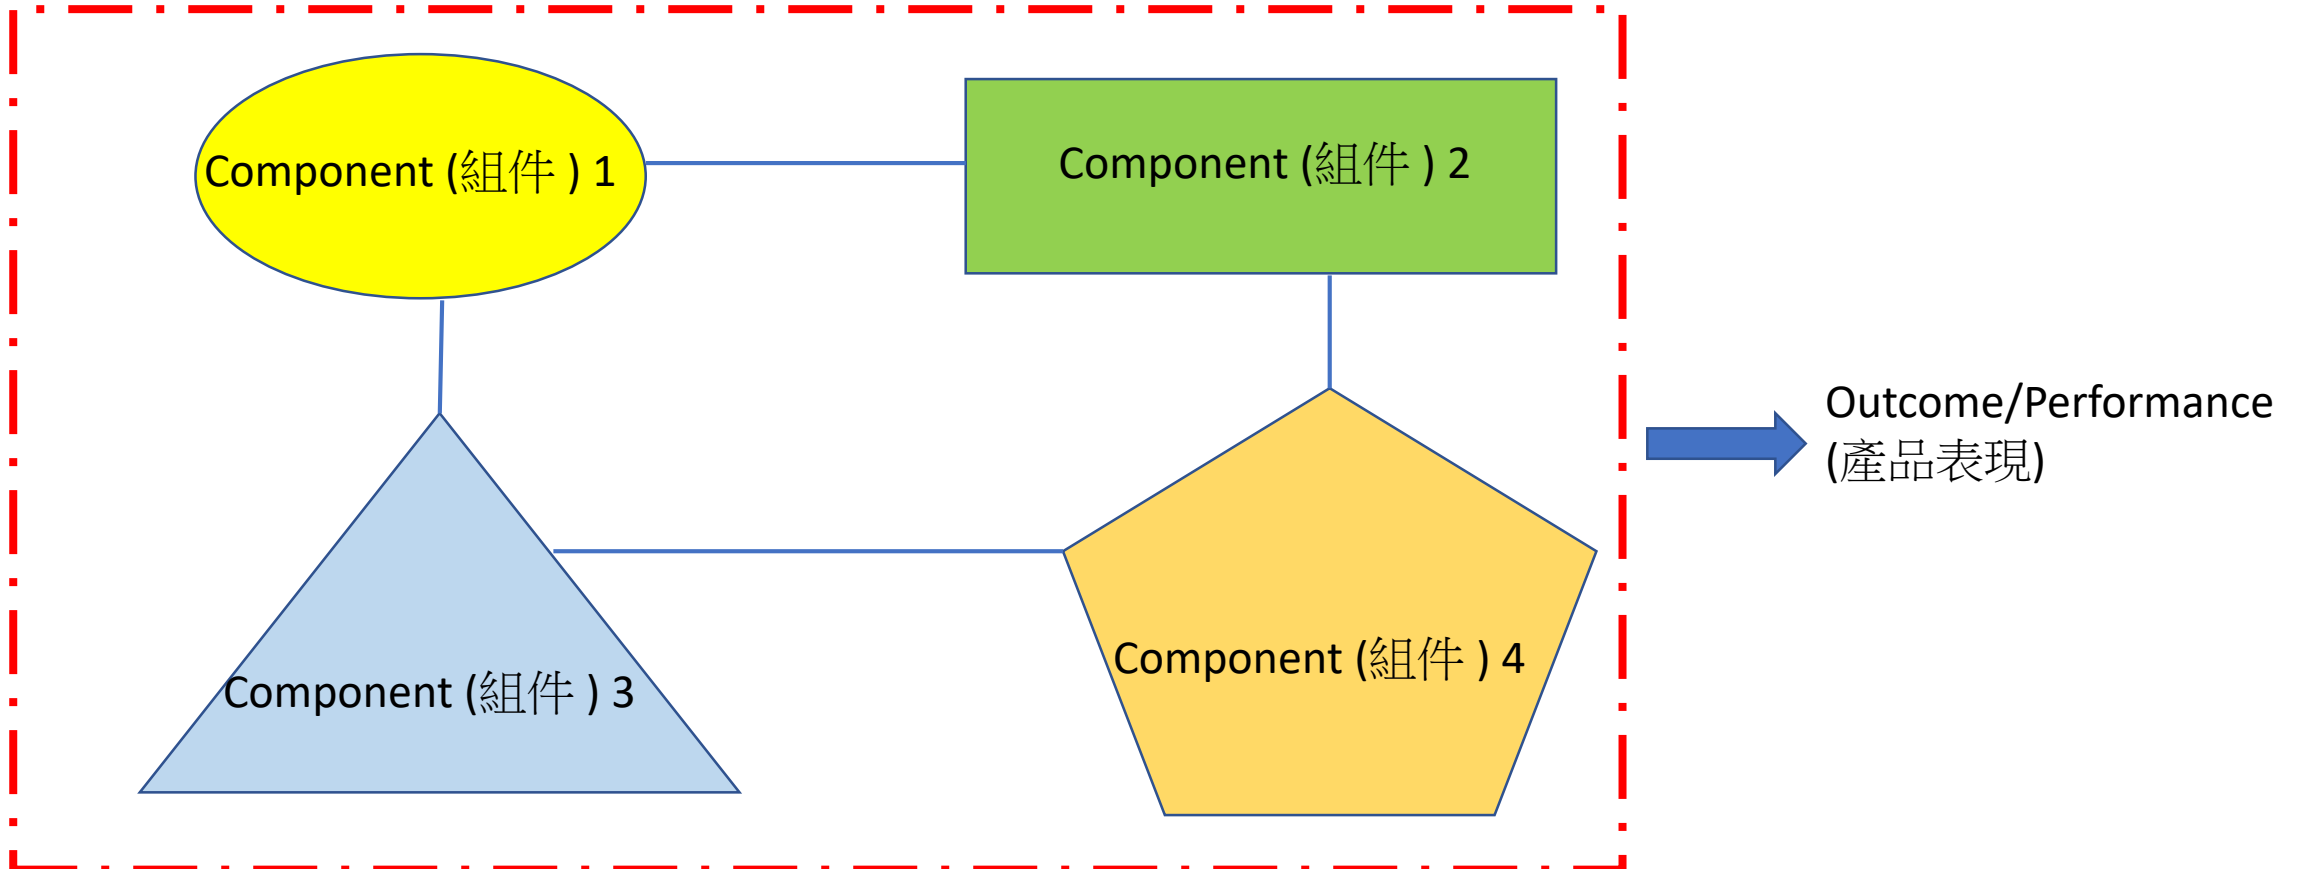 Component (組件 ) 1
Component (組件 ) 2
Component (組件 ) 3
Component (組件 ) 4
Outcome/Performance
(產品表現)